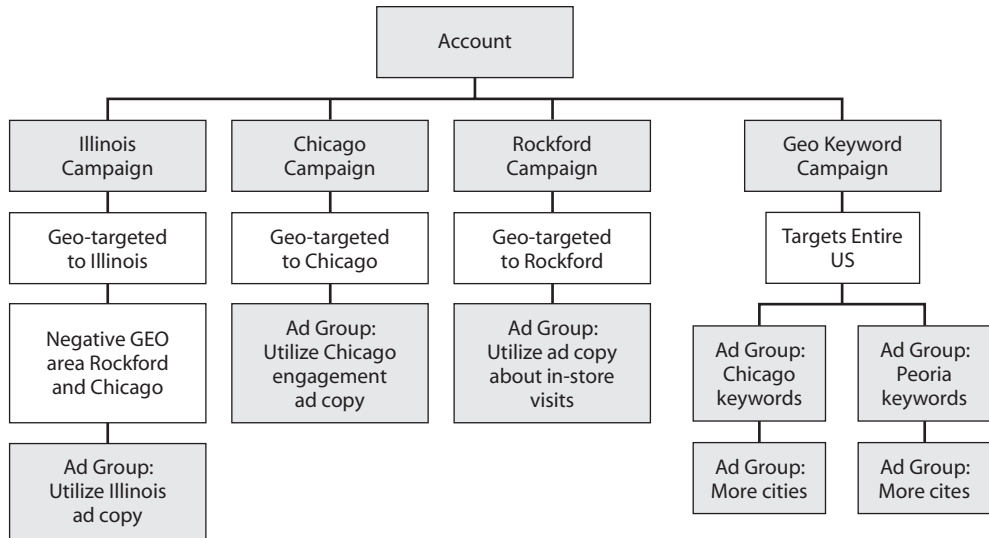 Account
Illinois
Campaign
Chicago
Campaign
Rockford
Campaign
Geo Keyword
Campaign
Geo-targeted
to Illinois
Geo-targeted
to Chicago
Geo-targeted
to Rockford
Targets Entire
US
Negative GEO
area Rockford
and Chicago
Ad Group:
Utilize Chicago
engagement
ad copy
Ad Group:
Utilize ad copy
about in-store
visits
Ad Group:
Chicago
keywords
Ad Group:
Peoria
keywords
Ad Group:
Utilize Illinois
ad copy
Ad Group:
More cities
Ad Group:
More cites